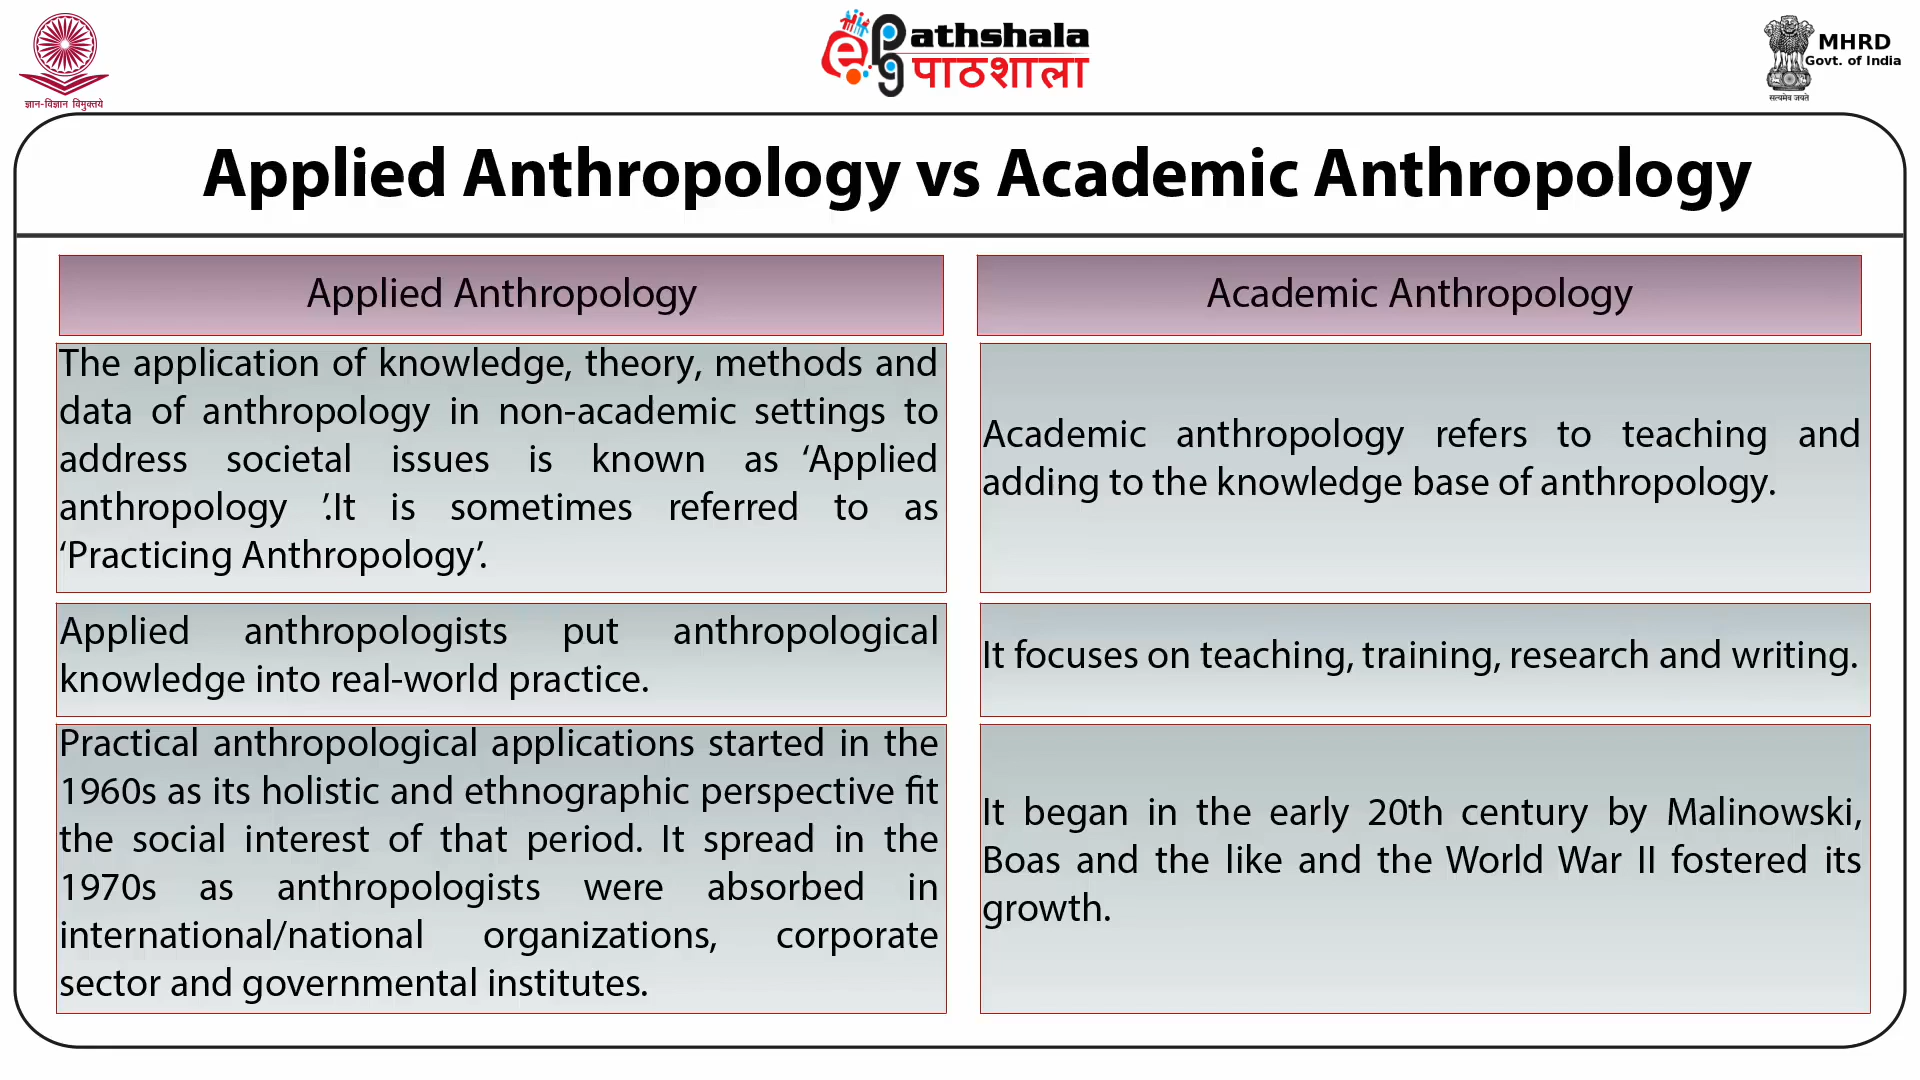 ज्ञान-विज्ञान विमुक्तये
ePathshala
पाठशाला
MHRD
Govt. of India
सत्यमेव जयते
Applied Anthropology vs Academic Anthropology
Applied Anthropology
The application of knowledge, theory, methods and
data of anthropology in non-academic settings to
address societal issues is known as ‘Applied
anthropology ’.It is sometimes referred to as
‘Practicing Anthropology’.
Applied anthropologists put anthropological
knowledge into real-world practice.
Practical anthropological applications started in the
1960s as its holistic and ethnographic perspective fit
the social interest of that period. It spread in the
1970s as anthropologists were absorbed in
international/national organizations, corporate
sector and governmental institutes.
Academic Anthropology
Academic anthropology refers to teaching and
adding to the knowledge base of anthropology.
It focuses on teaching, training, research and writing.
It began in the early 20th century by Malinowski,
Boas and the like and the World War II fostered its
growth.